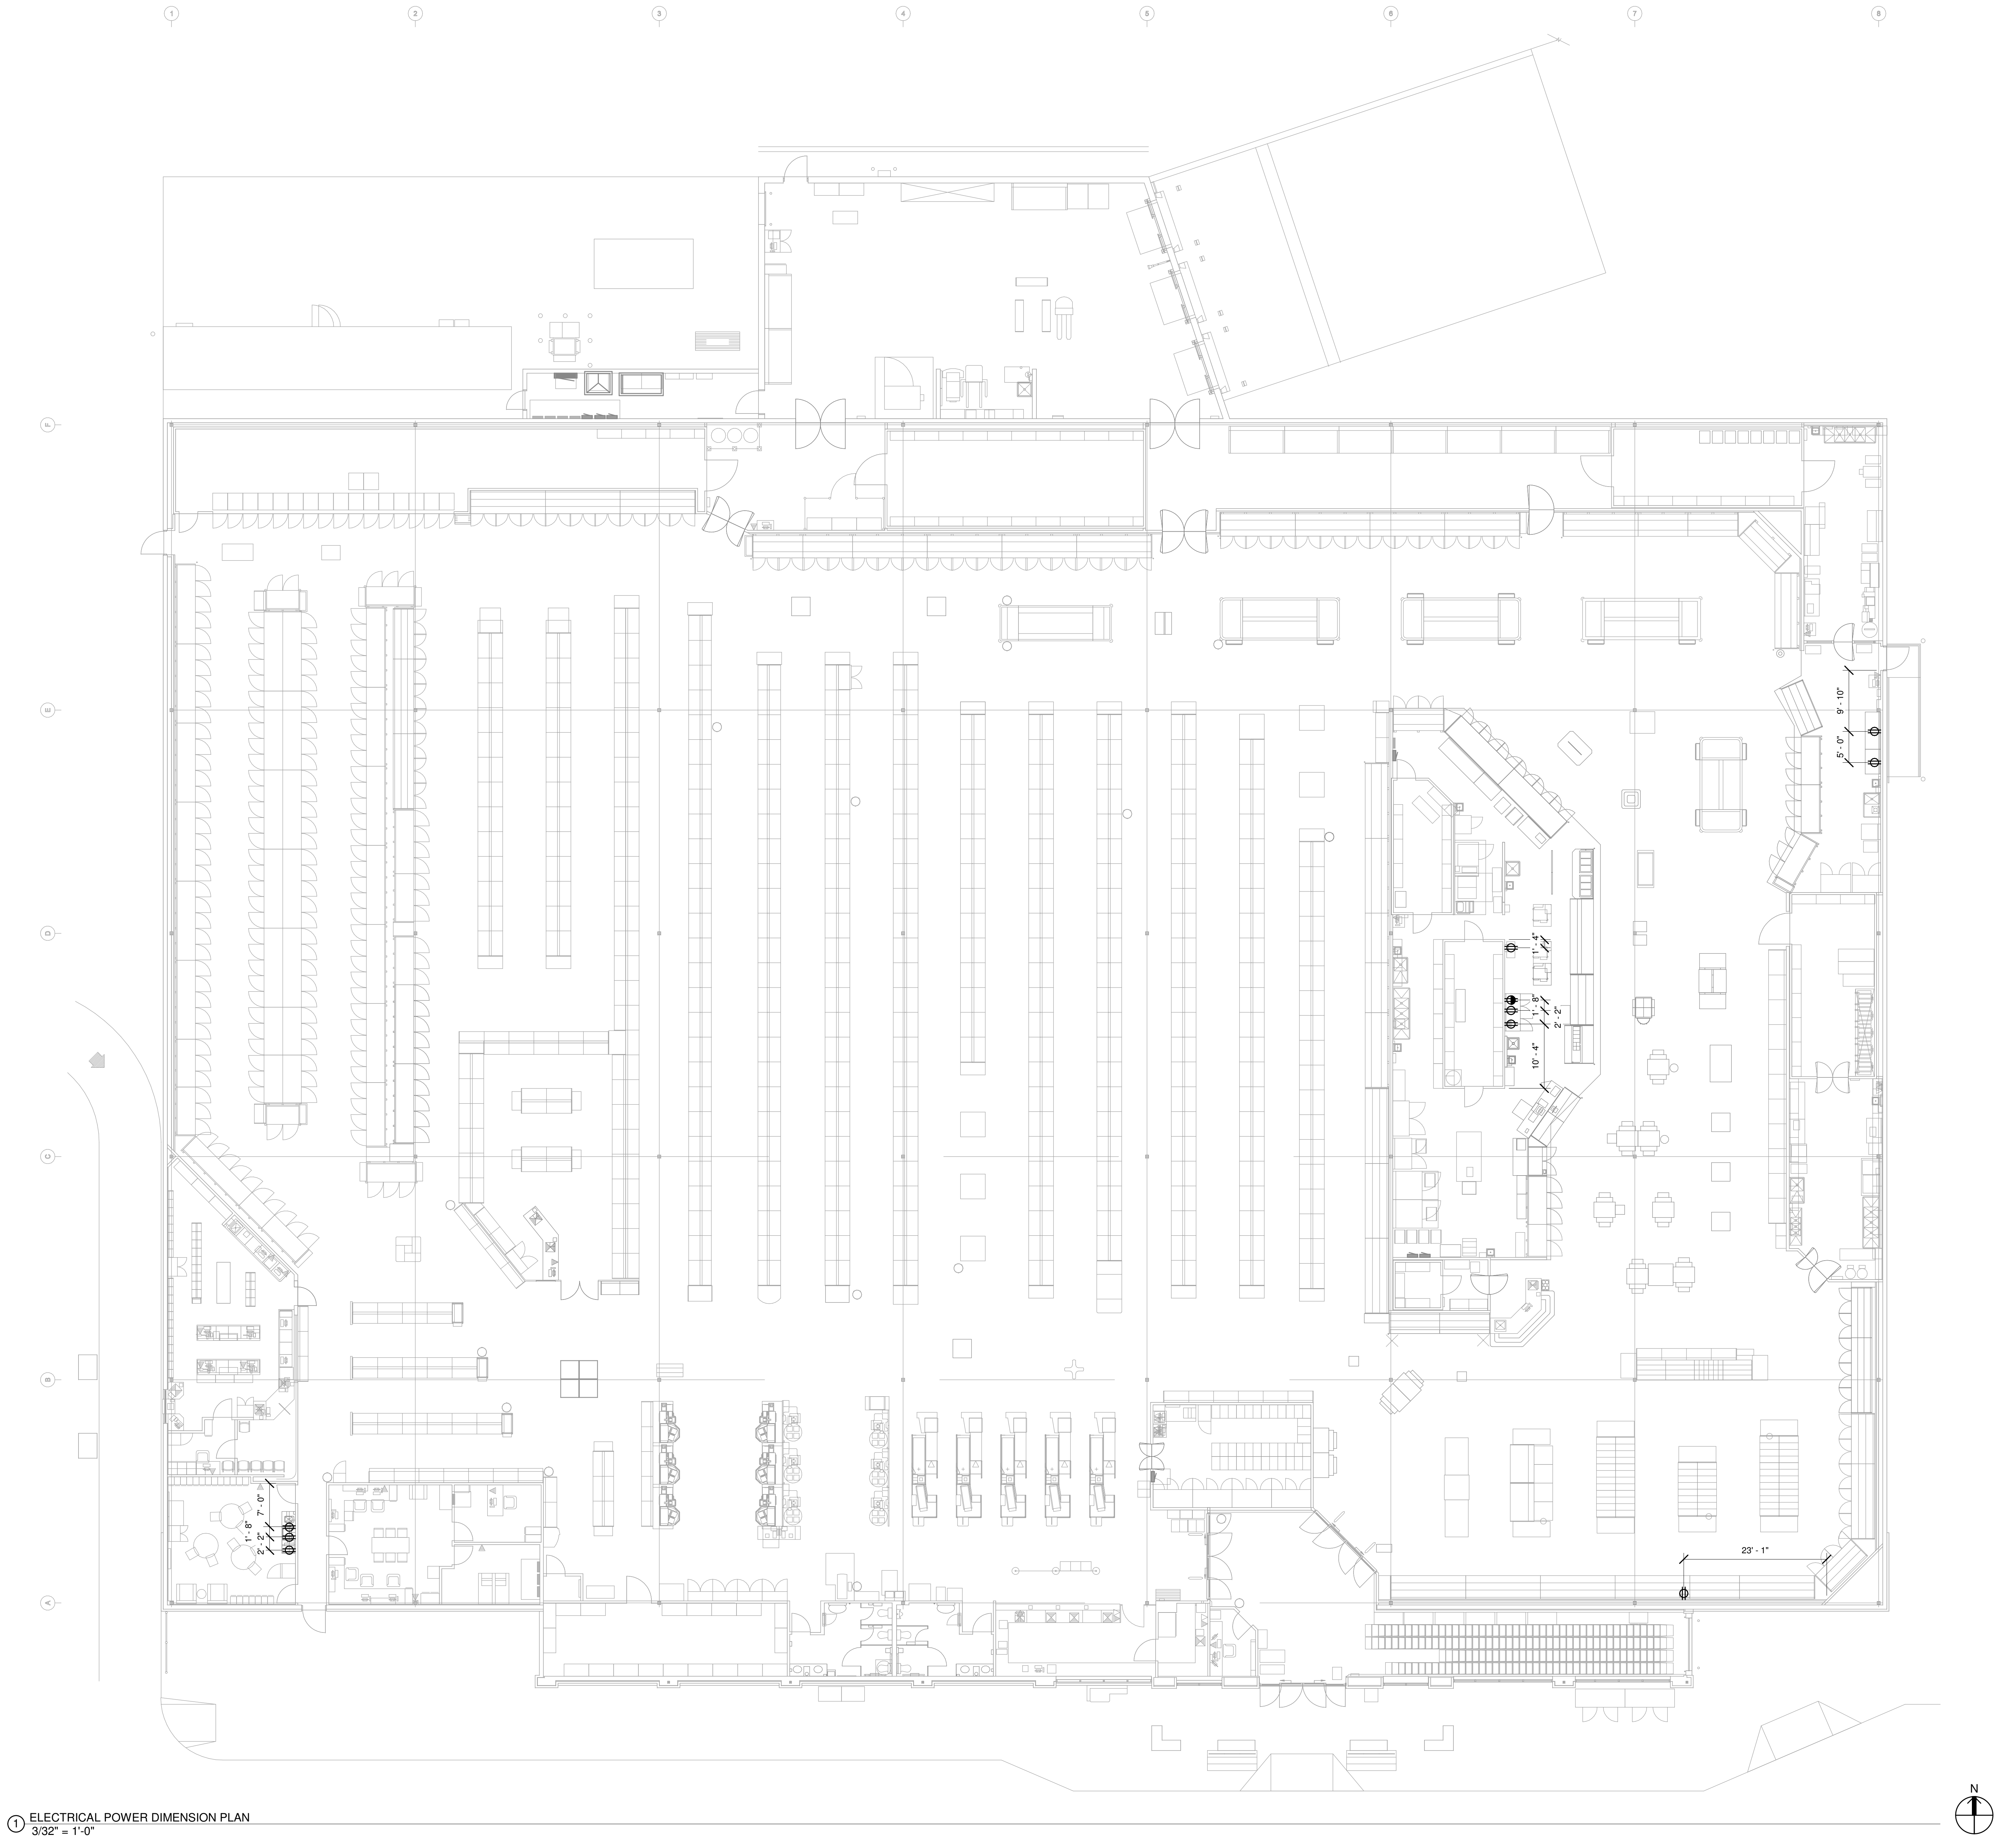 1 2 3 4 5 6 7 8
F
E
D
C
B
A
9' - 10"
5' - 0"
1' - 4"
1' - 8"
2' - 2"
10' - 4"
7' - 0"
1' - 8"
2' - 2"
23' - 1"
N
1 ELECTRICAL POWER DIMENSION PLAN
3/32" = 1'-0"